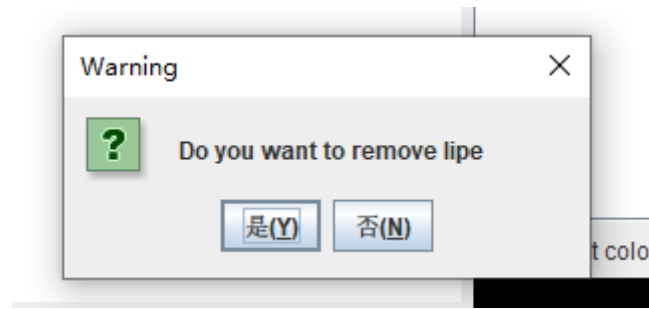 Warning
Do you want to remove lipe
是(Y) 否(N)
t colo